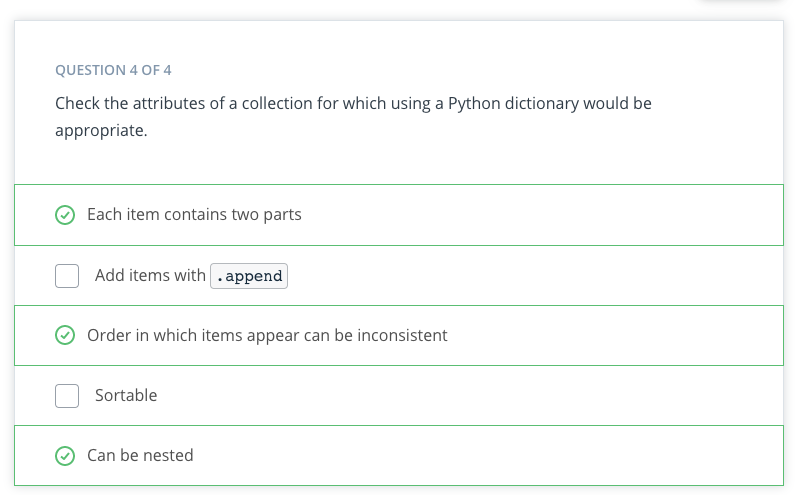 QUESTION 4 OF 4
Check the attributes of a collection for which using a Python dictionary would be
appropriate.
Each item contains two parts
Add items with .append
Order in which items appear can be inconsistent
Sortable
Can be nested